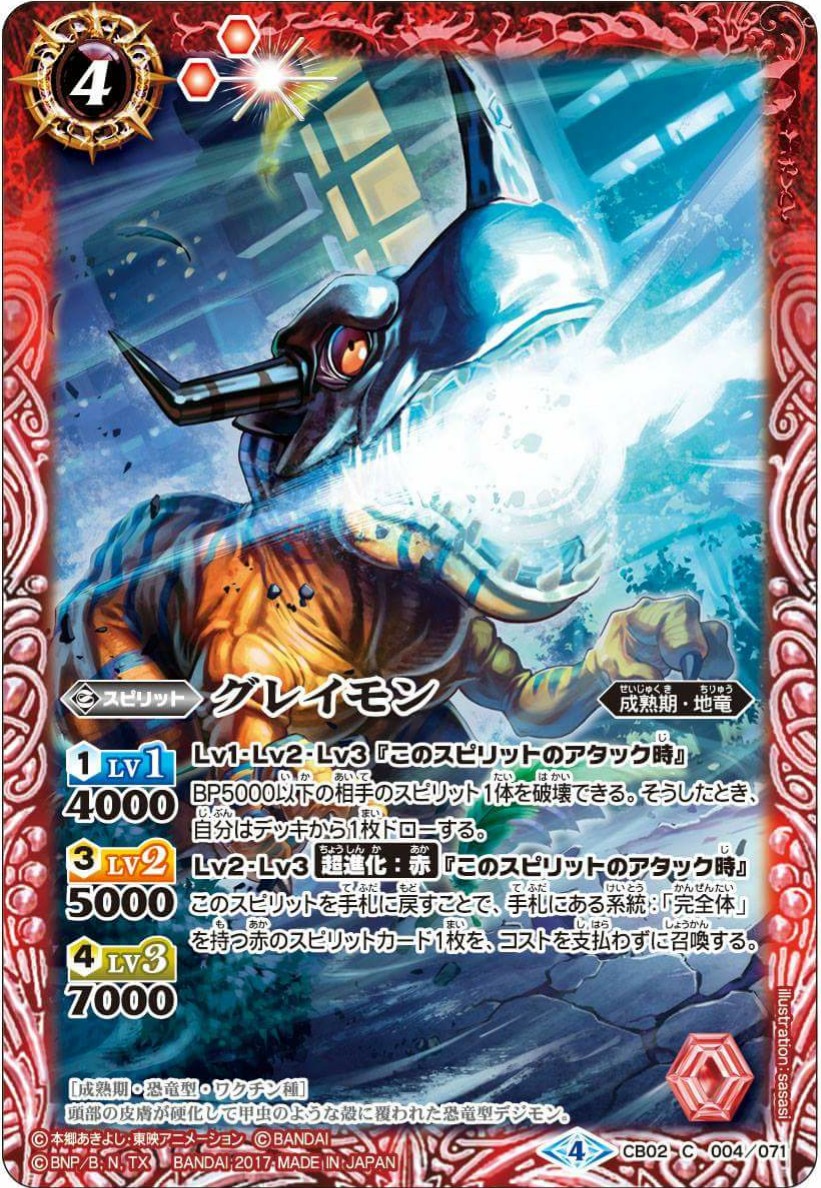 4
スピリット グレイモン 成熟期・地竜
1 LV1
4000
3 LV2
5000
4 LV3
7000
Lv1・Lv2・Lv3『このスピリットのアタック時』
BP5000以下の相手のスピリット1体を破壊できる。そうしたとき、
自分はデッキから1枚ドローする。
Lv2・Lv3 超進化：赤『このスピリットのアタック時』
このスピリットを手札に戻すことで、手札にある系統：「完全体」
を持つ赤のスピリットカード1枚を、コストを支払わずに召喚する。
[成熟期・恐竜型・ワクチン種]
頭部の皮膚が硬化して甲虫のような殻に覆われた恐竜型デジモン。
illustration：sasasi
©本郷あきよし・東映アニメーション ©BANDAI
©BNP/B, N, TX BANDAI 2017 MADE IN JAPAN
4 CB02 C 004/071